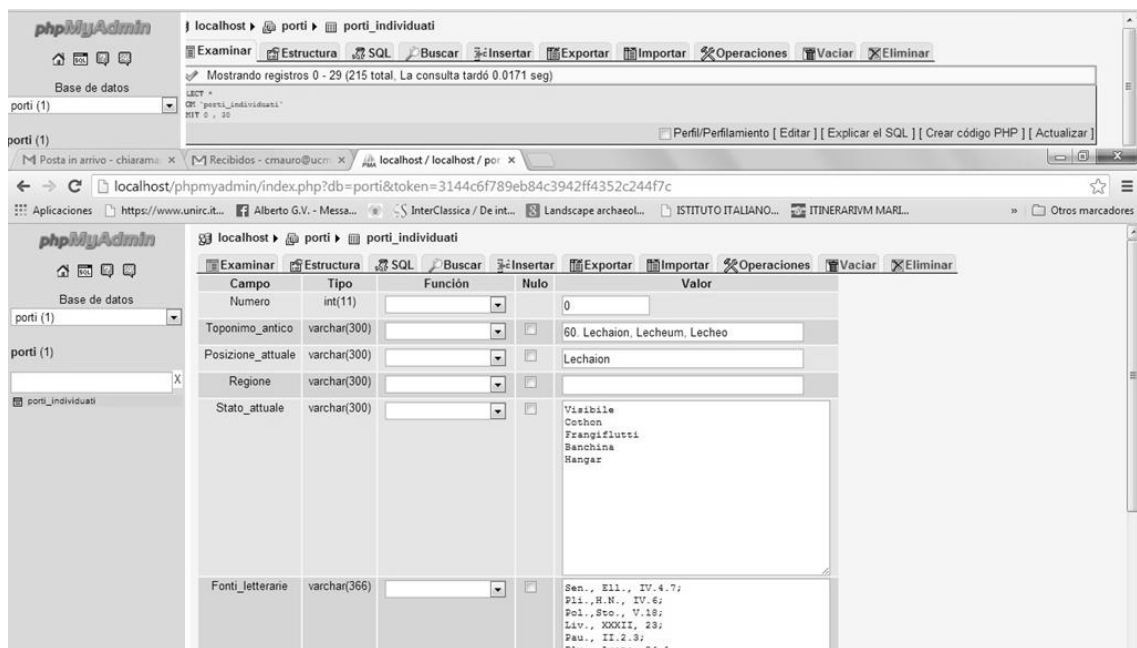 phpMyAdmin
localhost ▸ porti ▸ porti_individuati
Examinar Estructura SQL Buscar Insertar Exportar Importar Operaciones Vaciar Eliminar
Mostrando registros 0 - 29 (215 total, La consulta tardó 0.0171 seg)
Base de datos
porti (1)
LECT *
OM `porti_individuati`
MIT 0 , 30
Perfil/Perfilamiento [ Editar ] [ Explicar el SQL ] [ Crear código PHP ] [ Actualizar ]
porti (1)
Posta in arrivo - chiarama x
Recibidos - cmauro@ucm x
localhost / localhost / por x
localhost/phpmyadmin/index.php?db=porti&token=3144c6f789eb84c3942ff4352c244f7c
Aplicaciones https://www.unirc.it... Alberto G.V. - Messa... InterClassica / De int... Landscape archaeol... ISTITUTO ITALIANO... ITINERARIVM MARI... » Otros marcadores
phpMyAdmin
localhost ▸ porti ▸ porti_individuati
Examinar Estructura SQL Buscar Insertar Exportar Importar Operaciones Vaciar Eliminar
Base de datos
porti (1)
porti (1)
X
porti_individuati
Campo Tipo Función Nulo Valor
Numero int(11) 0
Toponimo_antico varchar(300) 60. Lechaion, Lecheum, Lecheo
Posizione_attuale varchar(300) Lechaion
Regione varchar(300)
Stato_attuale varchar(300) Visibile
Cothon
Frangiflutti
Banchina
Hangar
Fonti_letterarie varchar(366) Sen., Ell., IV.4.7;
Pli.,H.N., IV.6;
Pol.,Sto., V.18;
Liv., XXXII, 23;
Pau., II.2.3;